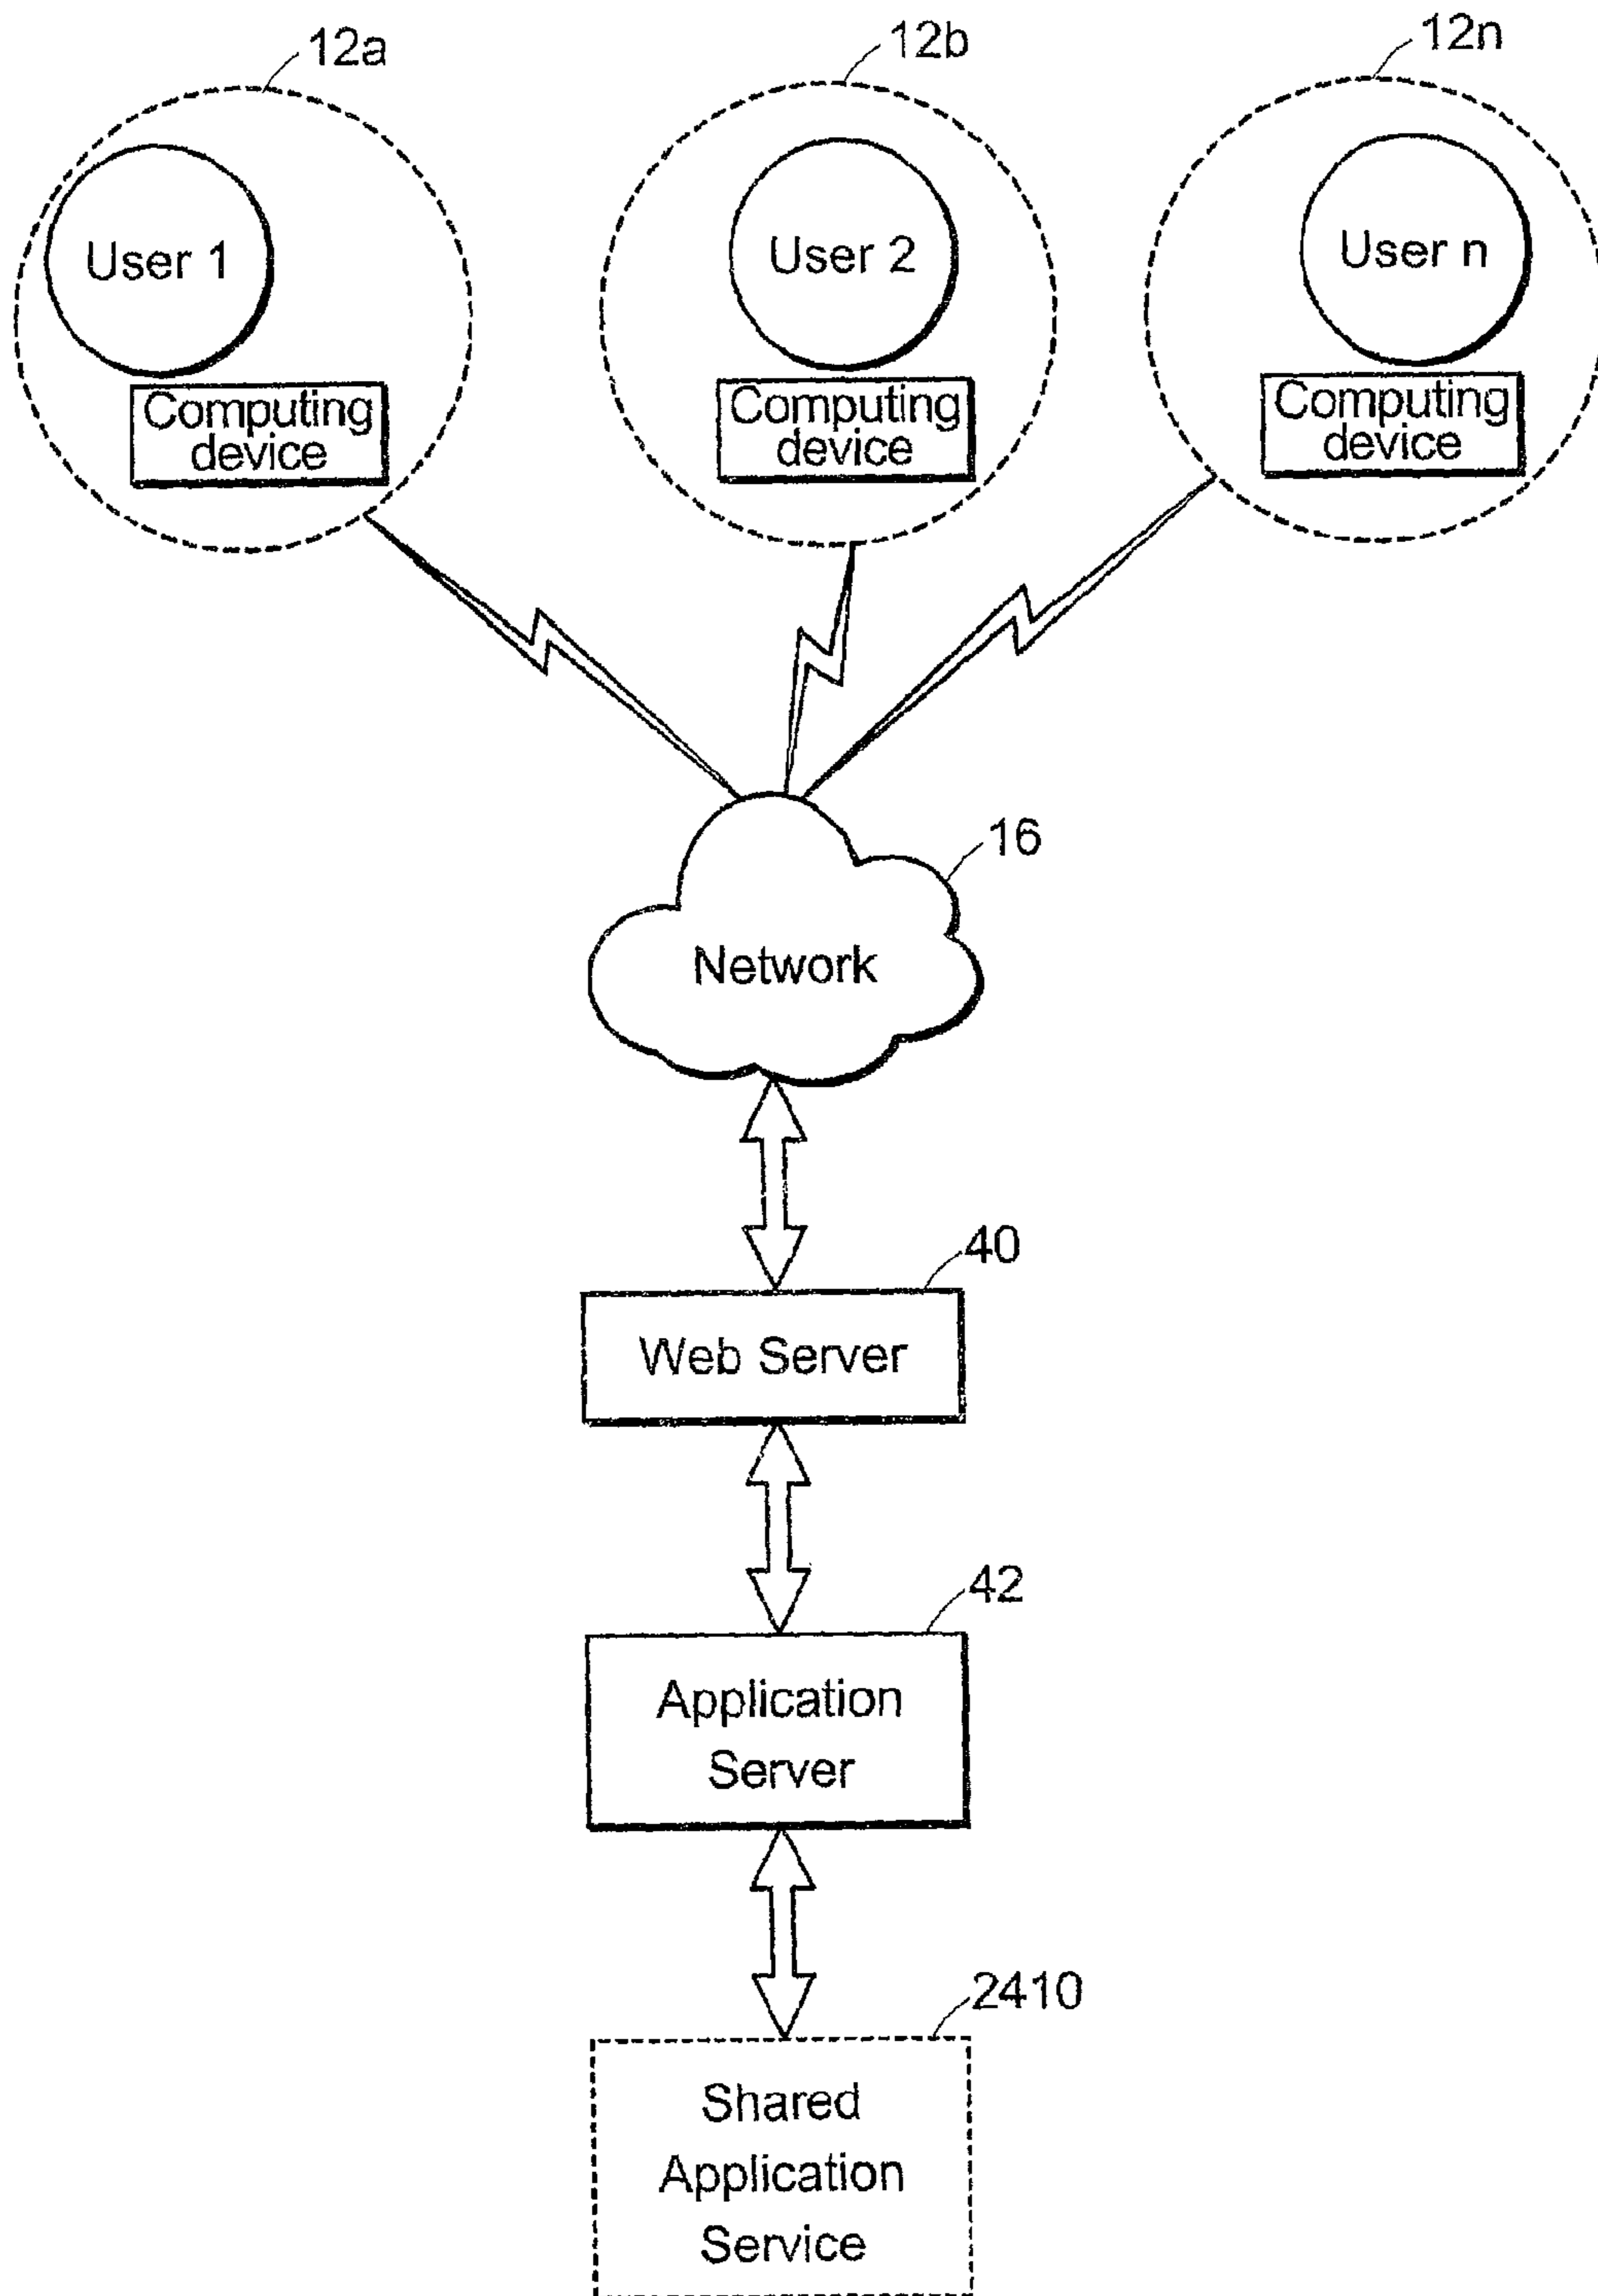 12a
12b
12n
User 1
User 2
User n
Computing
device
Computing
device
Computing
device
16
Network
40
Web Server
42
Application
Server
2410
Shared
Application
Service